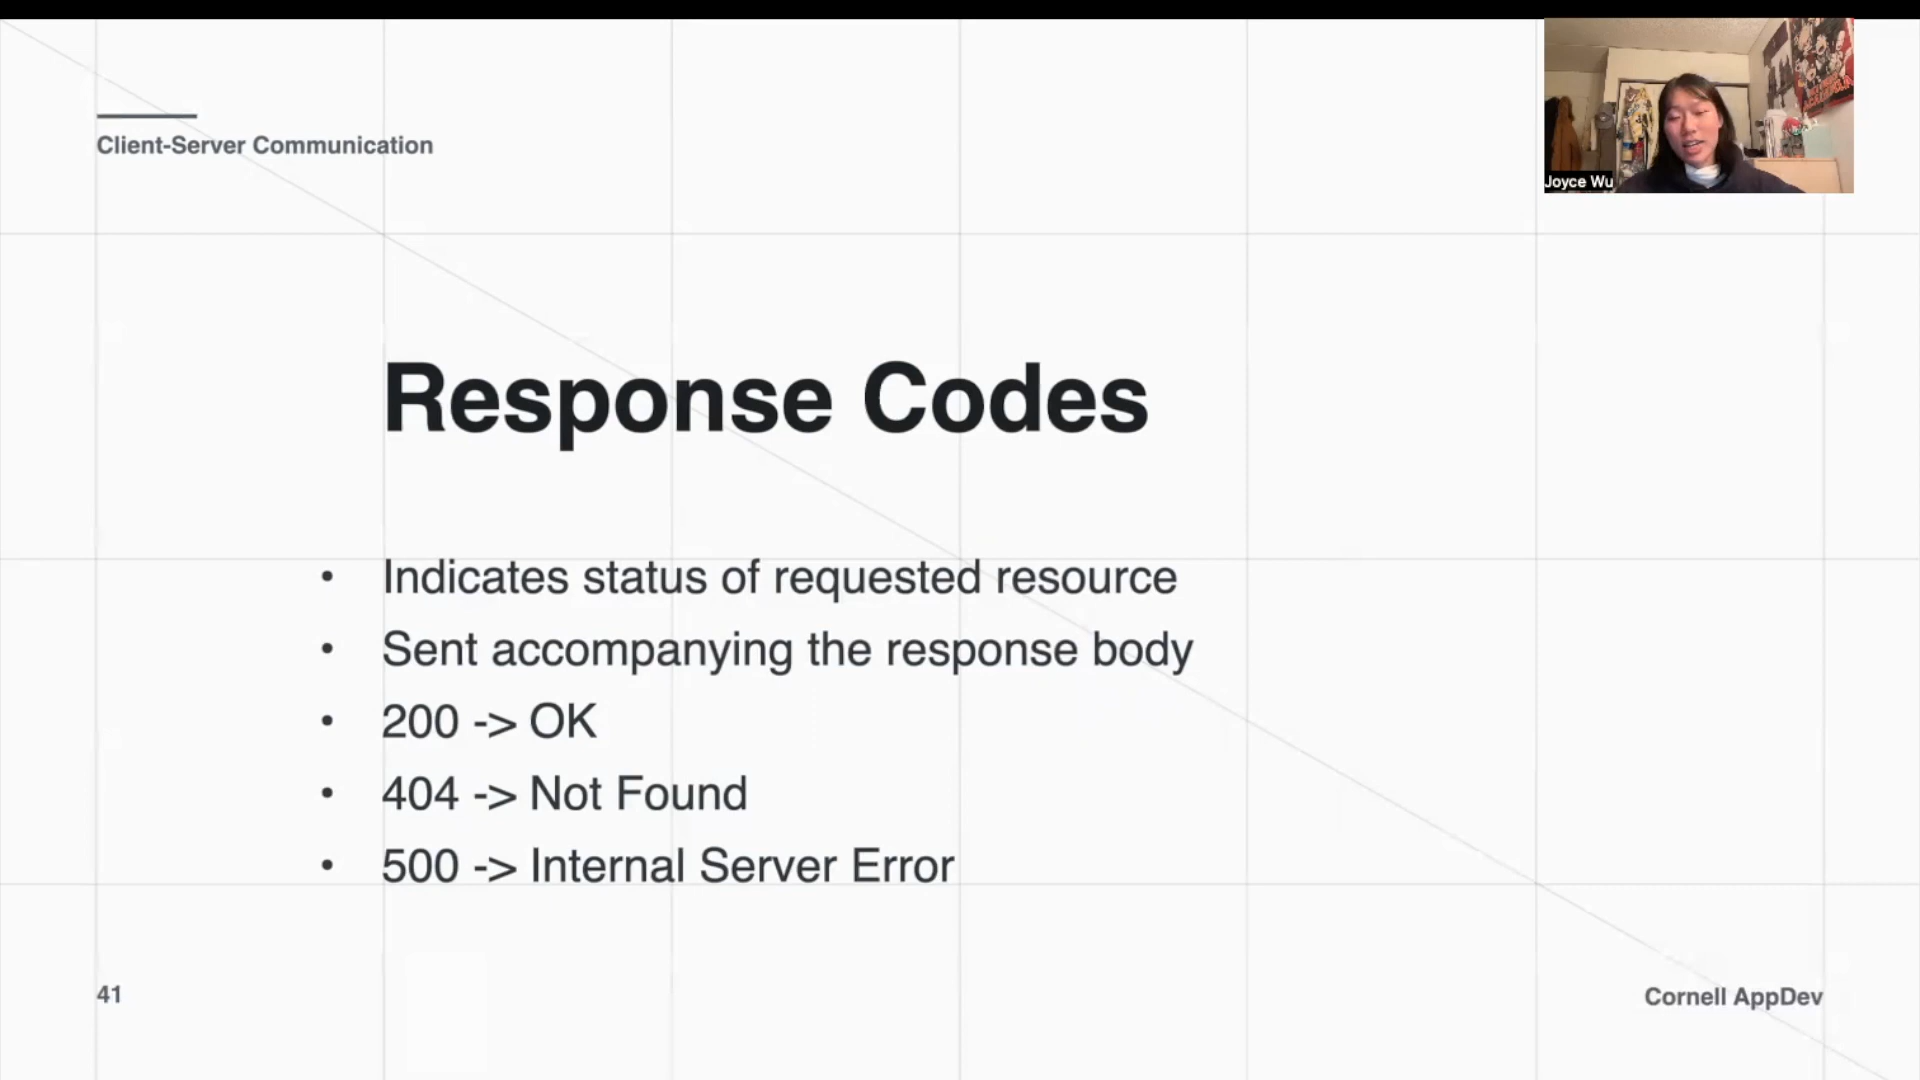 Client-Server Communication
Joyce Wu
Response Codes
• Indicates status of requested resource
• Sent accompanying the response body
• 200 -> OK
• 404 -> Not Found
• 500 -> Internal Server Error
41
Cornell AppDev